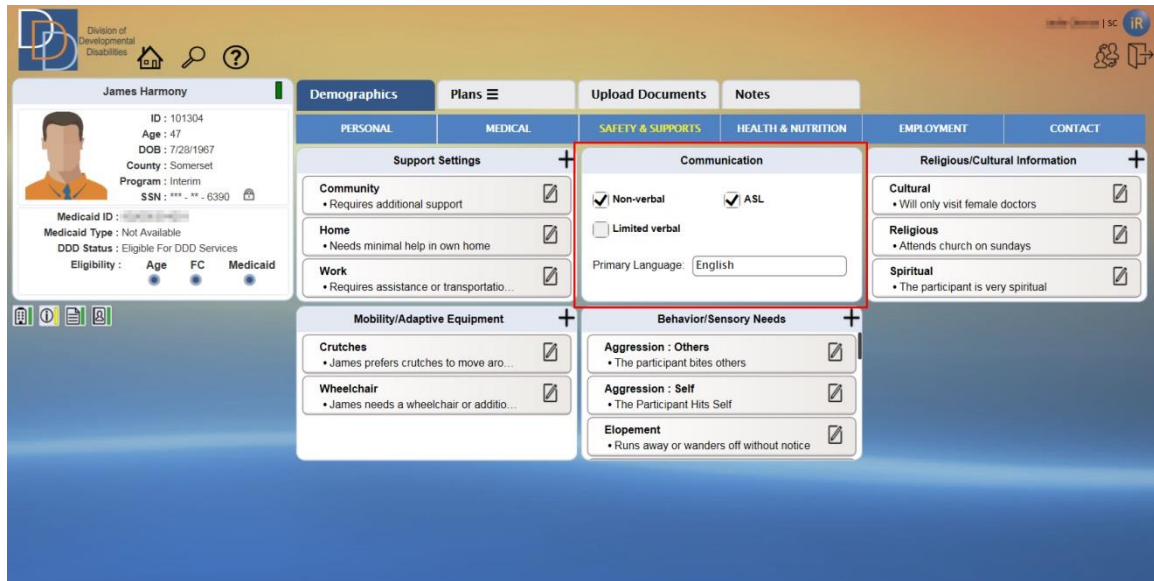 Division of
Developmental
Disabilities
| SC
iR
James Harmony
ID : 101304
Age : 47
DOB : 7/28/1967
County : Somerset
Program : Interim
SSN : *** - ** - 6390
Medicaid ID :
Medicaid Type : Not Available
DDD Status : Eligible For DDD Services
Eligibility : Age FC Medicaid
Demographics Plans Upload Documents Notes
PERSONAL MEDICAL SAFETY & SUPPORTS HEALTH & NUTRITION EMPLOYMENT CONTACT
Support Settings
Community
• Requires additional support
Home
• Needs minimal help in own home
Work
• Requires assistance or transportatio...
Communication
Non-verbal ASL
Limited verbal
Primary Language: English
Religious/Cultural Information
Cultural
• Will only visit female doctors
Religious
• Attends church on sundays
Spiritual
• The participant is very spiritual
Mobility/Adaptive Equipment
Crutches
• James prefers crutches to move aro...
Wheelchair
• James needs a wheelchair or additio...
Behavior/Sensory Needs
Aggression : Others
• The participant bites others
Aggression : Self
• The Participant Hits Self
Elopement
• Runs away or wanders off without notice